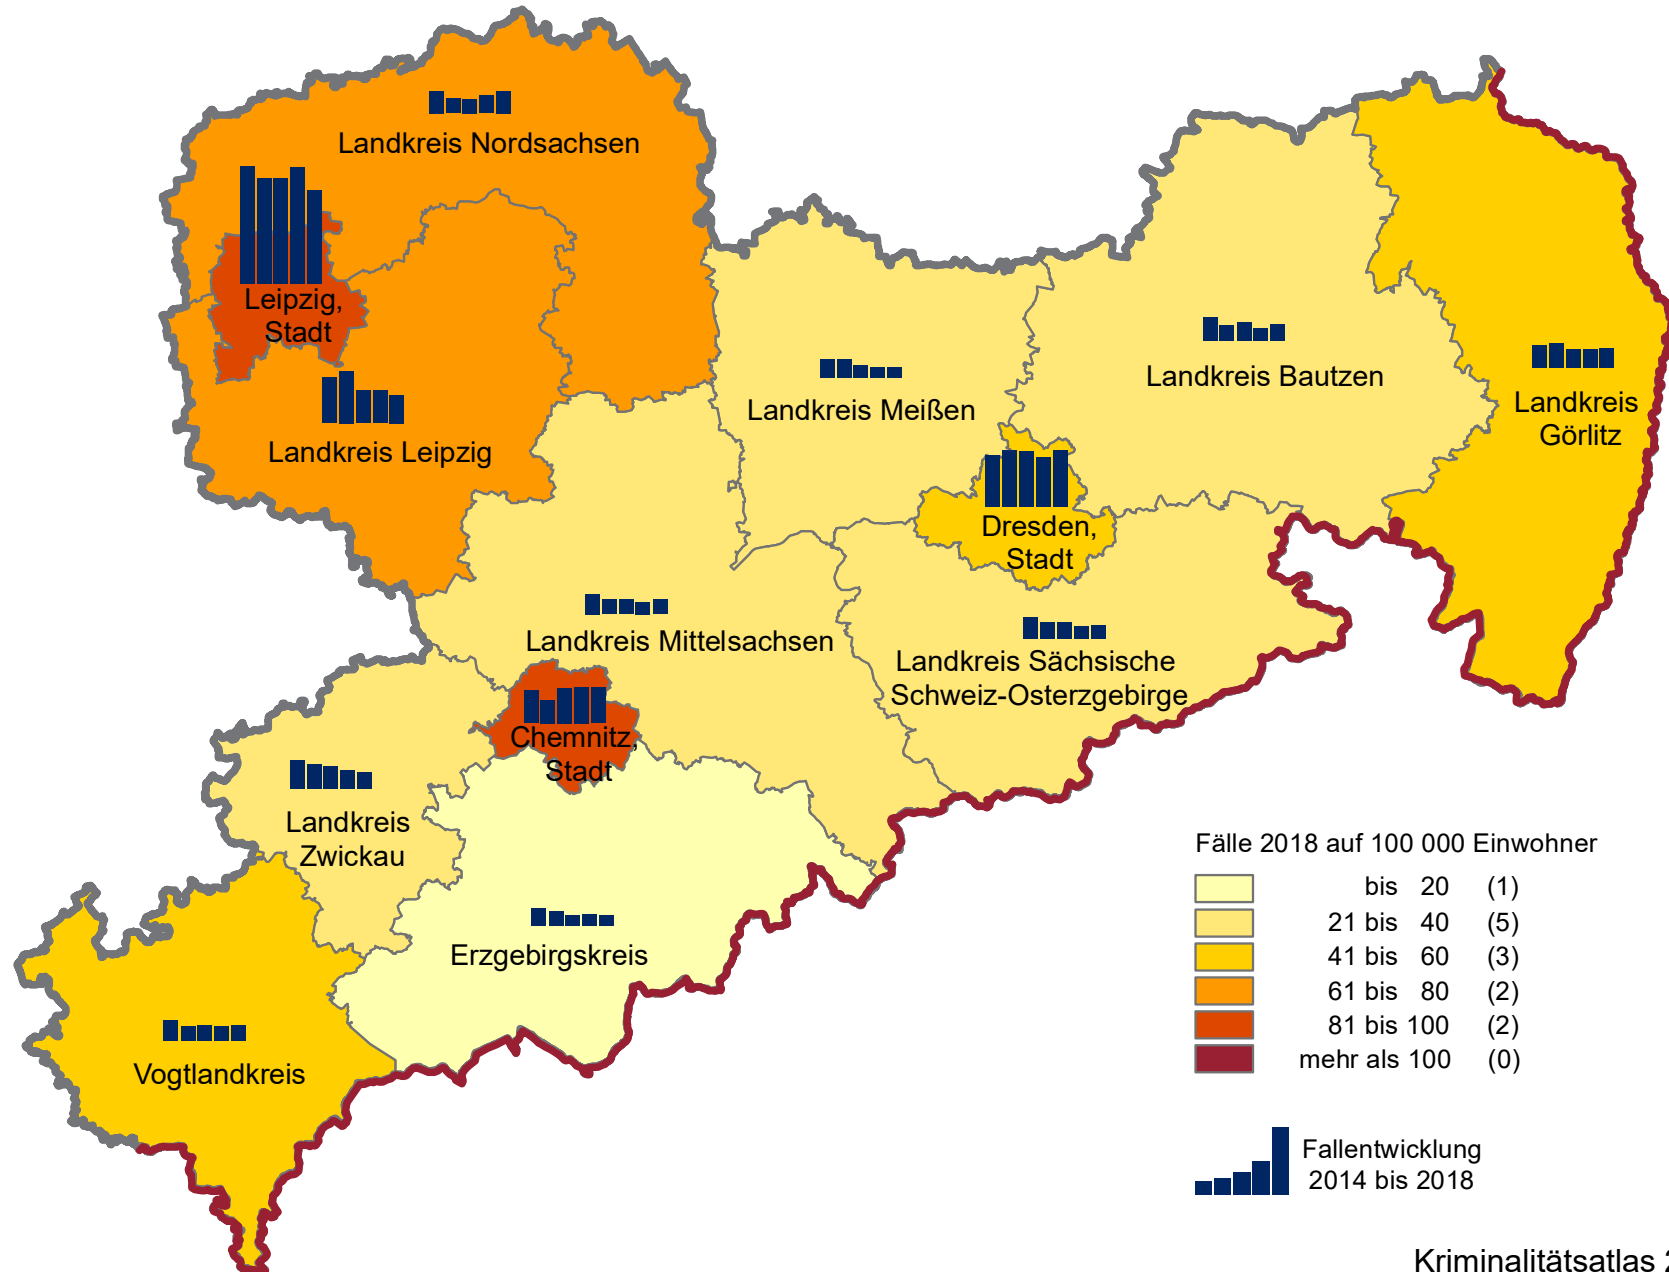 Landkreis Nordsachsen
Leipzig,
Stadt
Landkreis Leipzig
Landkreis Meißen
Landkreis Bautzen
Landkreis
Görlitz
Dresden,
Stadt
Landkreis Mittelsachsen
Landkreis Sächsische
Schweiz-Osterzgebirge
Chemnitz,
Stadt
Landkreis
Zwickau
Erzgebirgskreis
Vogtlandkreis
Fälle 2018 auf 100 000 Einwohner
bis 20 (1)
21 bis 40 (5)
41 bis 60 (3)
61 bis 80 (2)
81 bis 100 (2)
mehr als 100 (0)
Fallentwicklung
2014 bis 2018
Kriminalitätsatlas